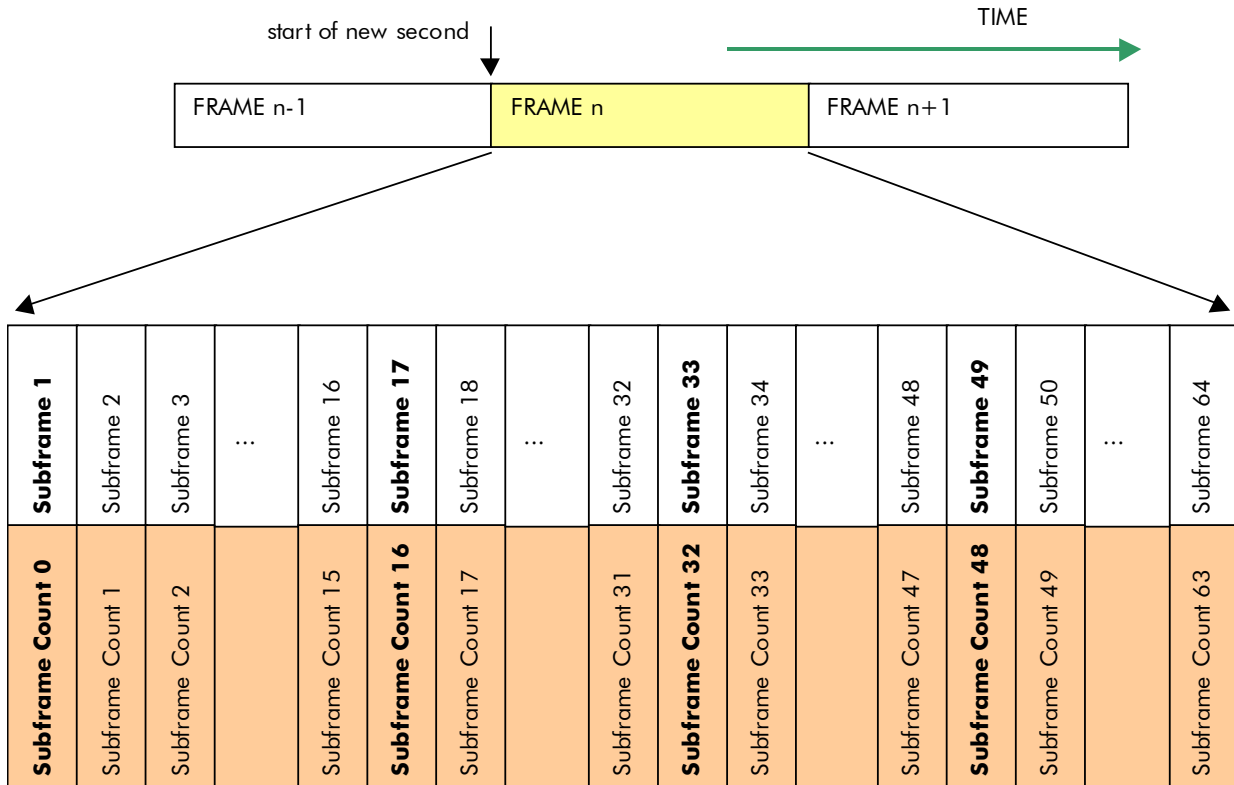 TIME
start of new second
FRAME n-1
FRAME n
FRAME n+1
Subframe 1
Subframe 2
Subframe 3
...
Subframe 16
Subframe 17
Subframe 18
...
Subframe 32
Subframe 33
Subframe 34
...
Subframe 48
Subframe 49
Subframe 50
...
Subframe 64
Subframe Count 0
Subframe Count 1
Subframe Count 2
Subframe Count 15
Subframe Count 16
Subframe Count 17
Subframe Count 31
Subframe Count 32
Subframe Count 33
Subframe Count 47
Subframe Count 48
Subframe Count 49
Subframe Count 63